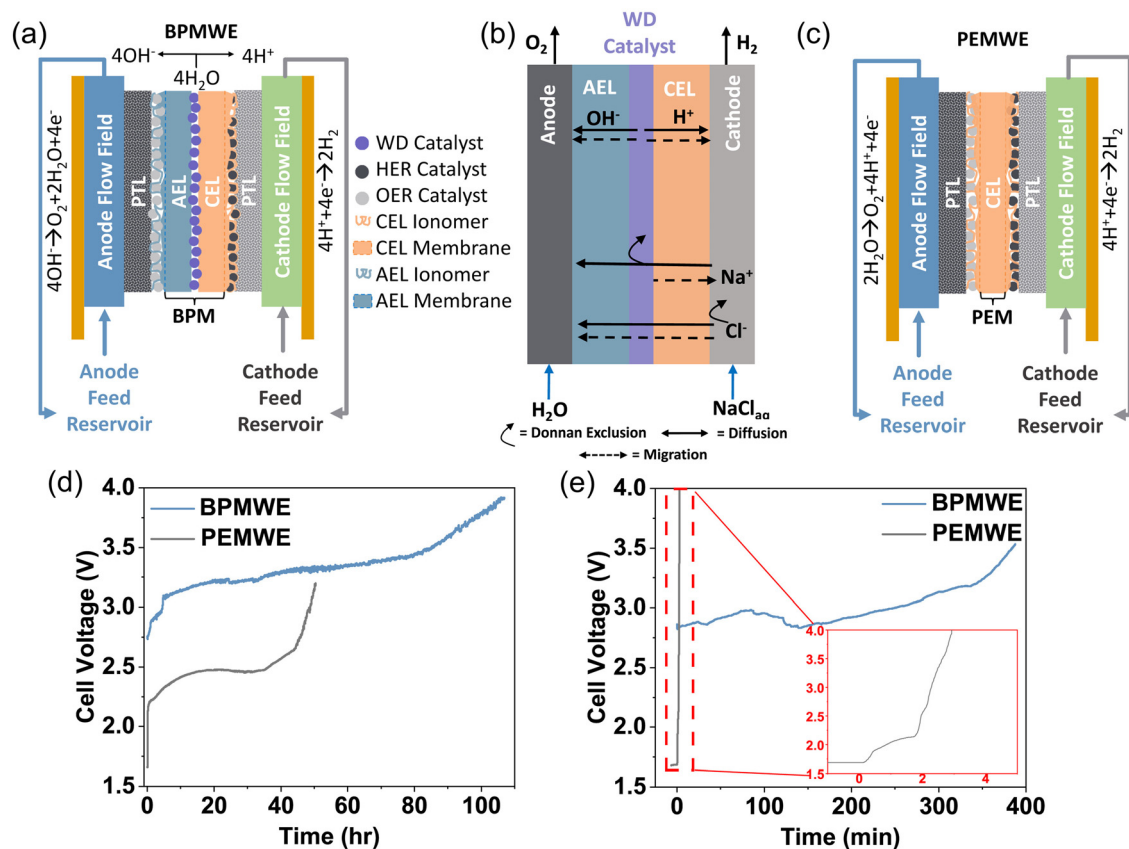 (a)
BPMWE
4OH⁻
4H⁺
4H₂O
4OH⁻→O₂+2H₂O+4e⁻
Anode Flow Field
PTL
AEL
CEL
PTL
Cathode Flow Field
4H⁺+4e⁻→2H₂
BPM
Anode
Feed
Reservoir
Cathode
Feed
Reservoir
WD Catalyst
HER Catalyst
OER Catalyst
CEL Ionomer
CEL Membrane
AEL Ionomer
AEL Membrane
(b)
O₂
WD
Catalyst
H₂
Anode
AEL
CEL
Cathode
OH⁻
H⁺
Na⁺
Cl⁻
H₂O
NaClaq
= Donnan Exclusion
= Diffusion
= Migration
(c)
PEMWE
2H₂O→O₂+4H⁺+4e⁻
Anode Flow Field
PTL
CEL
PTL
Cathode Flow Field
4H⁺+4e⁻→2H₂
PEM
Anode
Feed
Reservoir
Cathode
Feed
Reservoir
(d)
BPMWE
PEMWE
Cell Voltage (V)
4.0
3.5
3.0
2.5
2.0
1.5
0 20 40 60 80 100
Time (hr)
(e)
BPMWE
PEMWE
Cell Voltage (V)
4.0
3.5
3.0
2.5
2.0
1.5
4.0
3.5
3.0
2.5
2.0
1.5
0 2 4
0 100 200 300 400
Time (min)